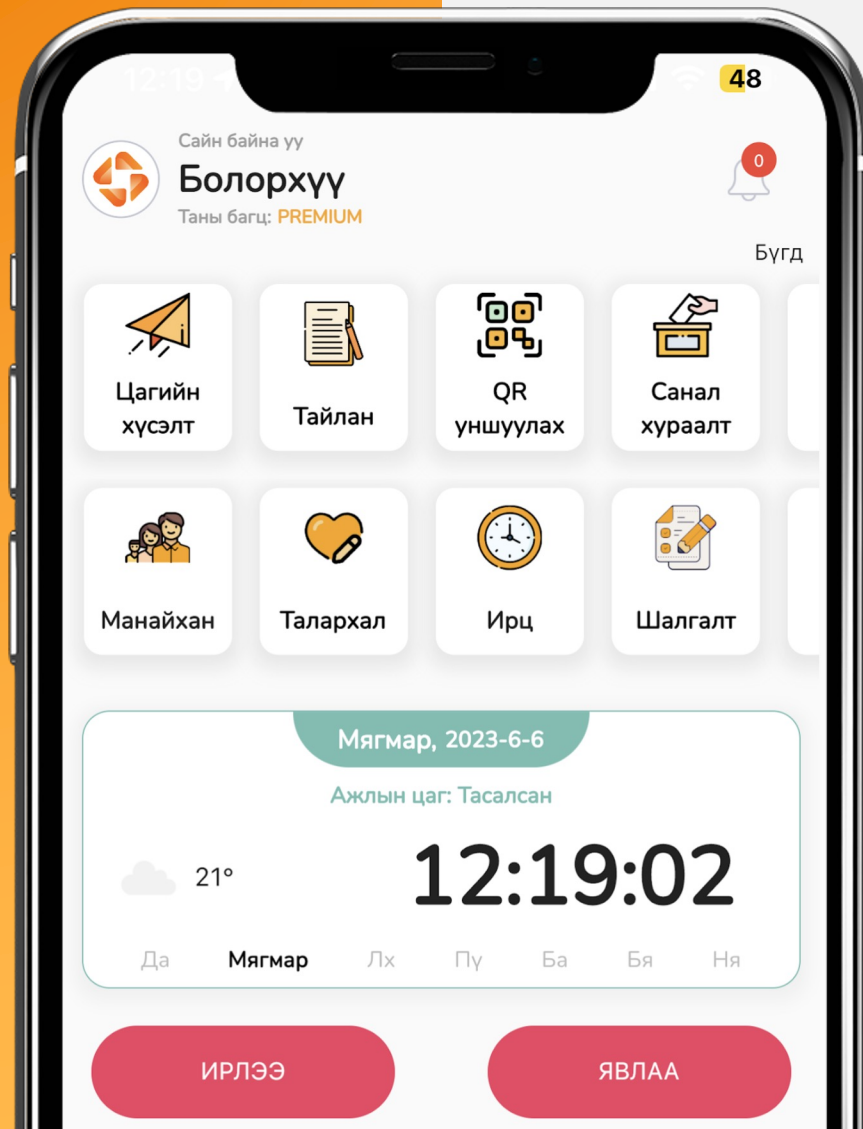 12:19
48
Сайн байна уу
Болорхүү
Таны багц: PREMIUM
0
Бүгд
Цагийн
хүсэлт
Тайлан
QR
уншуулах
Санал
хураалт
Манайхан
Талархал
Ирц
Шалгалт
Мягмар, 2023-6-6
Ажлын цаг: Тасалсан
21°
12:19:02
Да Мягмар Лх Пү Ба Бя Ня
ИРЛЭЭ
ЯВЛАА